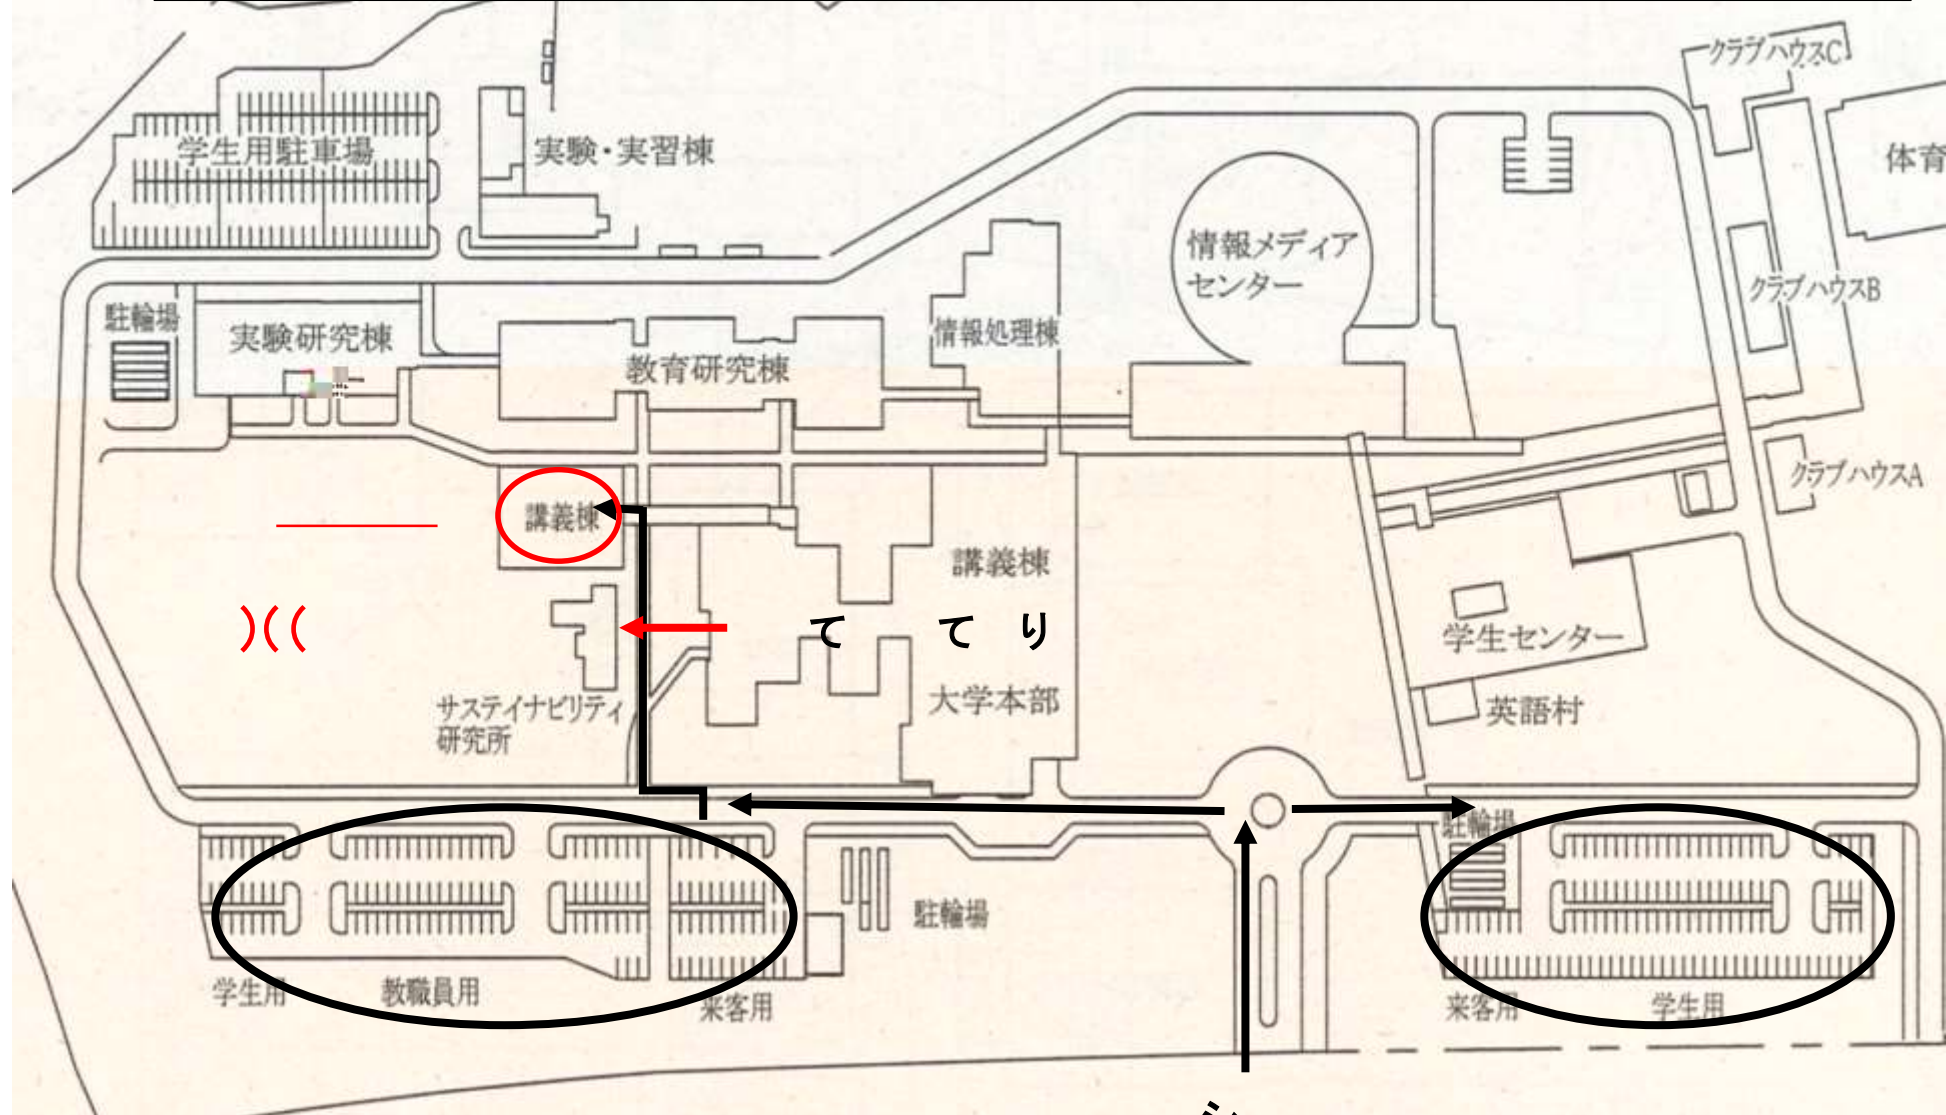 クラブハウスC
学生用駐車場
実験・実習棟
体育
情報メディア
センター
クラブハウスB
駐輪場
実験研究棟
情報処理棟
教育研究棟
クラブハウスA
講義棟
講義棟
)((
て て り
学生センター
大学本部
英語村
サステイナビリティ
研究所
駐輪場
駐輪場
学生用
教職員用
来客用
来客用
学生用